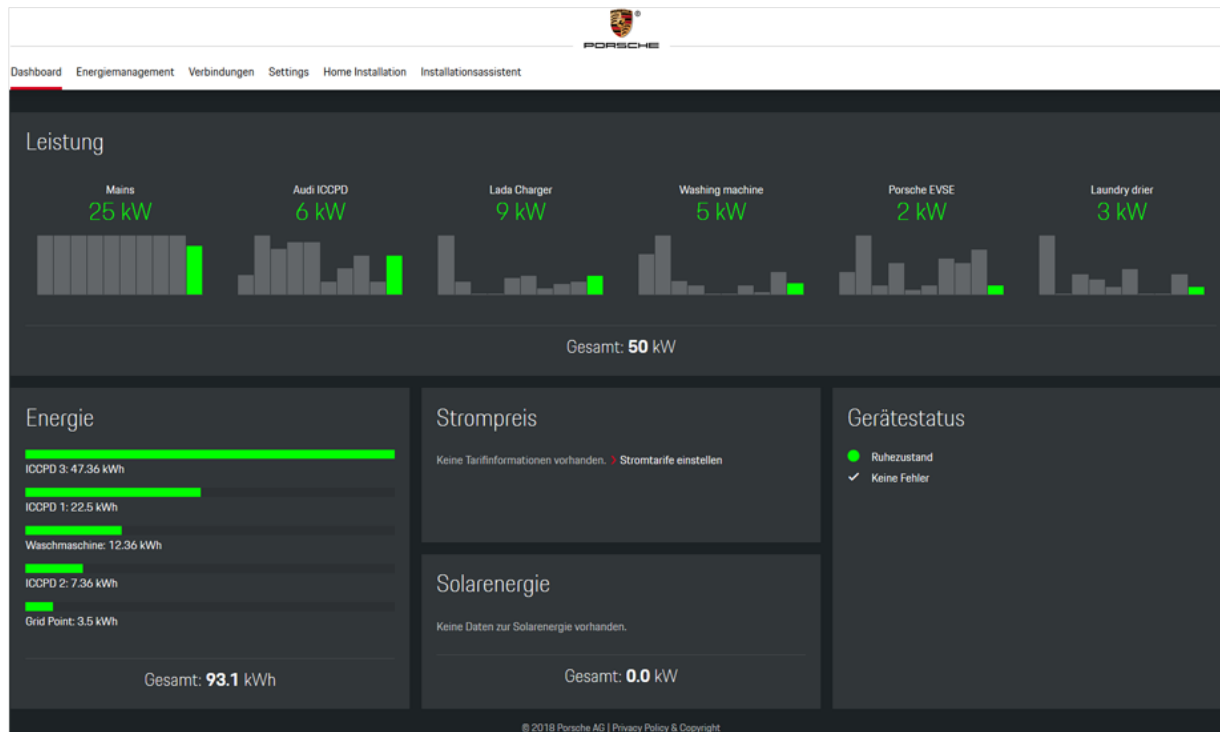 PORSCHE
Dashboard Energiemanagement Verbindungen Settings Home Installation Installationsassistent
Leistung
Mains Audi ICCPD Lada Charger Washing machine Porsche EVSE Laundry drier
25 kW 6 kW 9 kW 5 kW 2 kW 3 kW
Gesamt: 50 kW
Energie
ICCPD 3: 47.36 kWh
ICCPD 1: 22.5 kWh
Waschmaschine: 12.36 kWh
ICCPD 2: 7.36 kWh
Grid Point: 3.5 kWh
Gesamt: 93.1 kWh
Strompreis
Keine Tarifinformationen vorhanden. > Stromtarife einstellen
Solarenergie
Keine Daten zur Solarenergie vorhanden.
Gesamt: 0.0 kW
Gerätestatus
Ruhezustand
Keine Fehler
© 2018 Porsche AG | Privacy Policy & Copyright